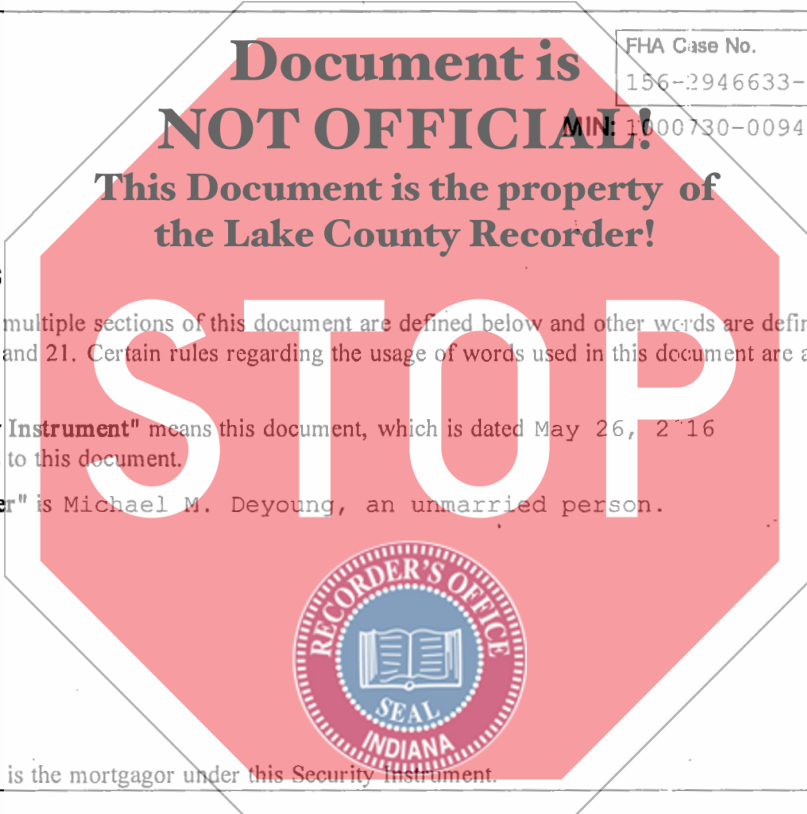 Document is
NOT OFFICIAL!
This Document is the property of
the Lake County Recorder!
FHA Case No.
156-2946633-
MIN: 1000730-0094
multiple sections of this document are defined below and other words are defin
and 21. Certain rules regarding the usage of words used in this document are a
Instrument" means this document, which is dated May 26, 2 16
to this document.
er" is Michael M. Deyoung, an unmarried person.
STOP
RECORDER'S OFFICE
SEAL
INDIANA
is the mortgagor under this Security Instrument.